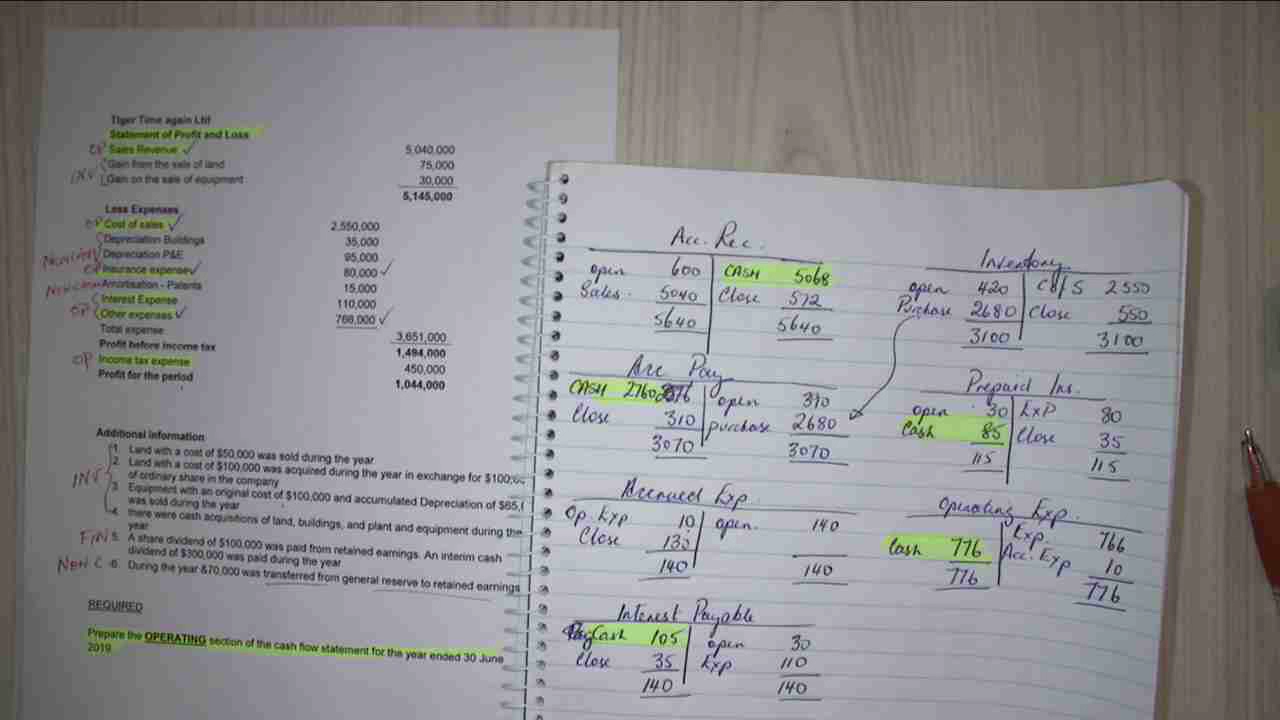 Tiger Time again Ltd
Statement of Profit and Loss
OP Sales Revenue ✓ 5,040,000
Gain from the sale of land 75,000
INV Gain on the sale of equipment 30,000
5,145,000
Less Expenses
OP Cost of sales ✓ 2,550,000
Depreciation Buildings 35,000
Depreciation P&E 95,000
OP Insurance expense ✓ 80,000 ✓
Amortisation - Patents 15,000
Interest Expense 110,000
OP Other expenses ✓ 766,000 ✓
Total expense 3,651,000
Profit before income tax 1,494,000
OP Income tax expense 450,000
Profit for the period 1,044,000
Additional information
1. Land with a cost of $50,000 was sold during the year
2. Land with a cost of $100,000 was acquired during the year in exchange for $100,00
of ordinary share in the company
INV
3. Equipment with an original cost of $100,000 and accumulated Depreciation of $65,
was sold during the year
4. there were cash acquisitions of land, buildings, and plant and equipment during the
year
FIN 5. A share dividend of $100,000 was paid from retained earnings. An interim cash
dividend of $300,000 was paid during the year
Non C 6. During the year &70,000 was transferred from general reserve to retained earnings
REQUIRED
Prepare the OPERATING section of the cash flow statement for the year ended 30 June
2019
Acc. Rec.
open 600 CASH 5068
Sales. 5040 Close 572
5640 5640
Inventory
open 420 C of S 2550
Purchase 2680 Close 550
3100 3100
Acc Pay
CASH 2760 open 390
Close 310 purchase 2680
3070 3070
Prepaid Ins.
open 30 Exp 80
Cash 85 Close 35
115 115
Accrued Exp.
Op. Exp 10 open. 140
Close 130
140 140
Operating Exp.
Cash 776 Exp. 766
Acc. Exp 10
776 776
Interest Payable
Cash 105 open 30
Close 35 Exp 110
140 140